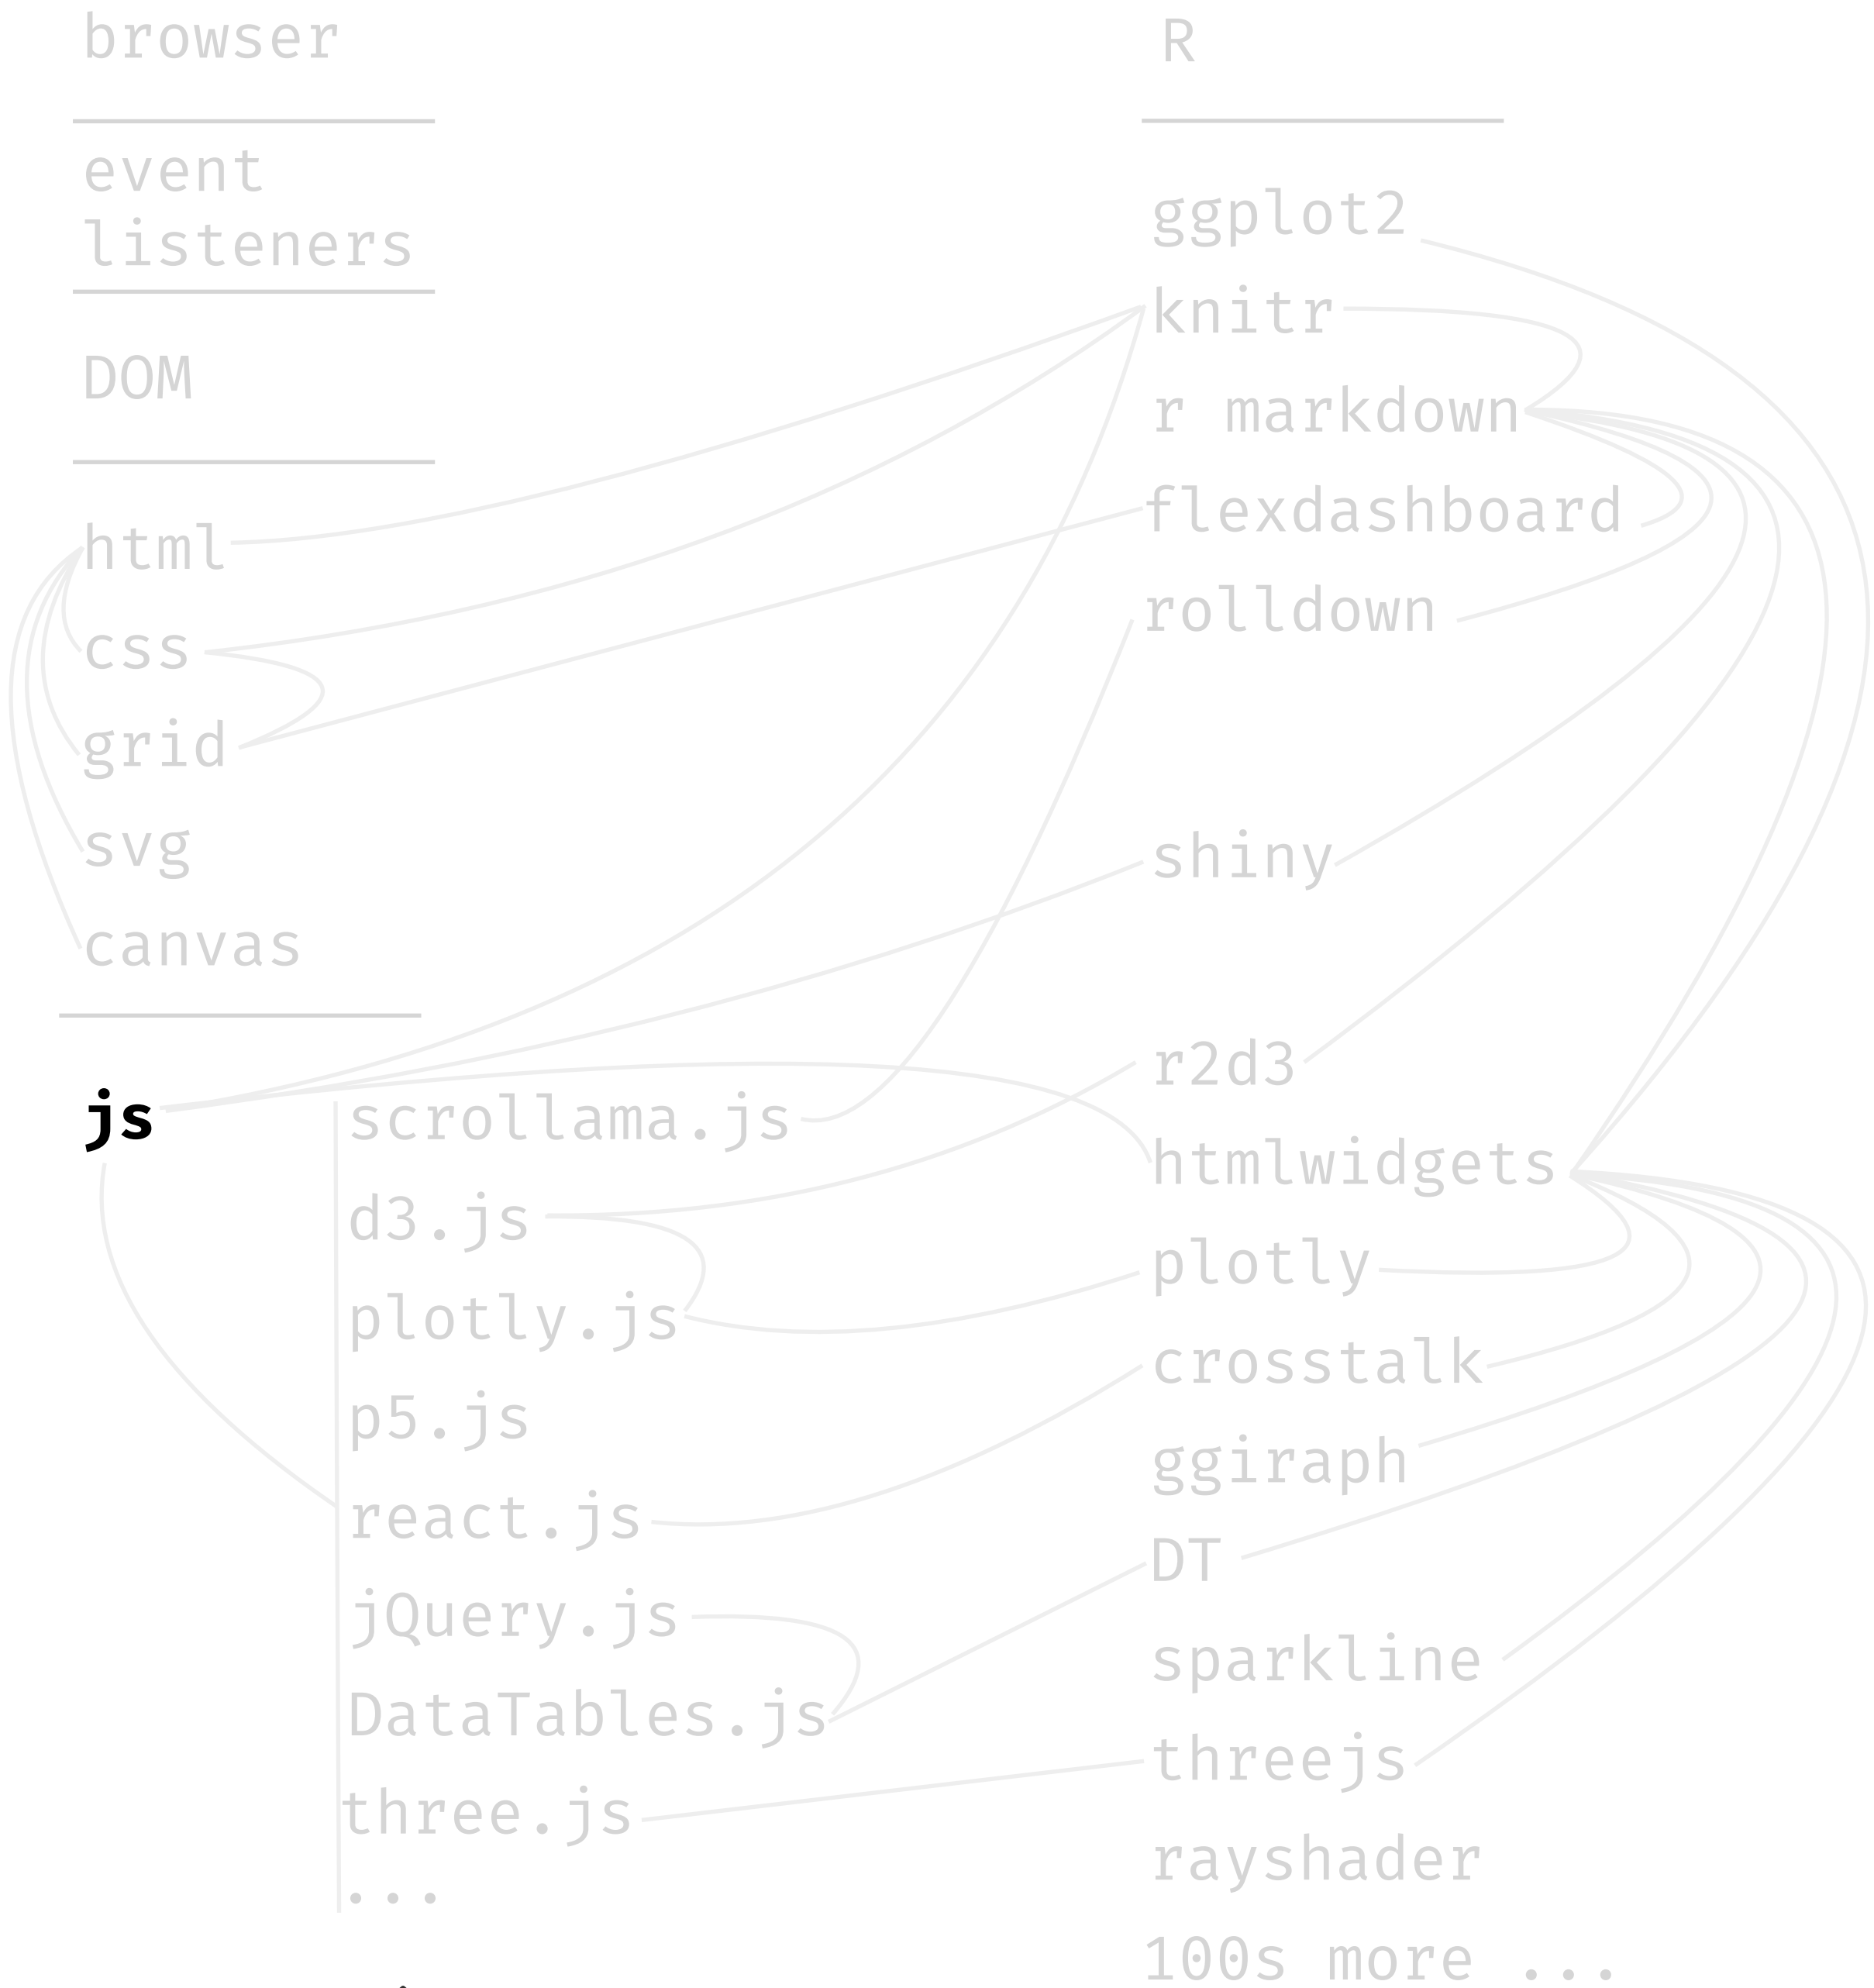 browser
event
listeners
DOM
html
css
grid
svg
canvas
js
scrollama.js
d3.js
plotly.js
p5.js
react.js
jQuery.js
DataTables.js
three.js
...
R
ggplot2
knitr
r markdown
flexdashboard
rolldown
shiny
r2d3
htmlwidgets
plotly
crosstalk
ggiraph
DT
sparkline
threejs
rayshader
100s more ...